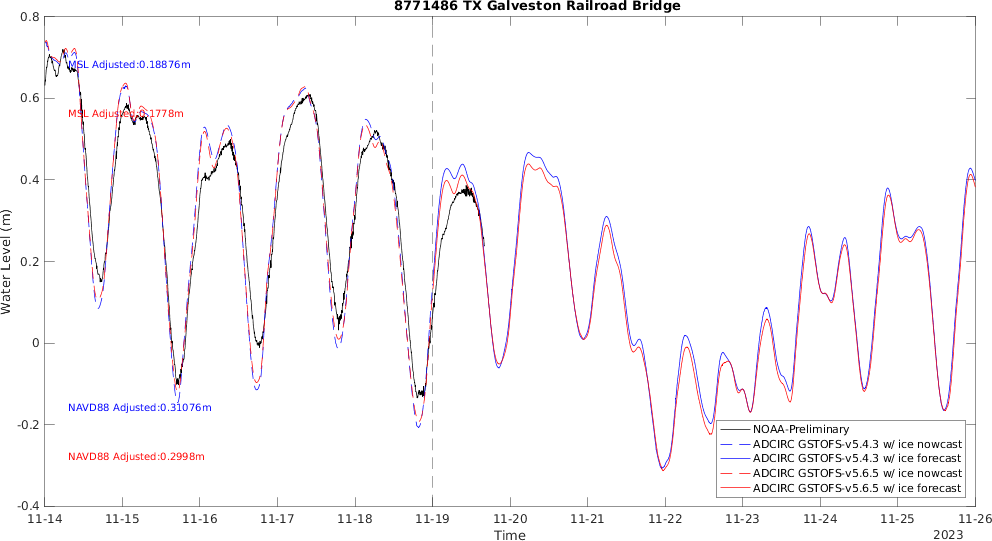 8771486 TX Galveston Railroad Bridge
0.8
0.6
0.4
0.2
0
-0.2
-0.4
Water Level (m)
MSL Adjusted:0.18876m
MSL Adjusted:0.1778m
NAVD88 Adjusted:0.31076m
NAVD88 Adjusted:0.2998m
NOAA-Preliminary
ADCIRC GSTOFS-v5.4.3 w/ ice nowcast
ADCIRC GSTOFS-v5.4.3 w/ ice forecast
ADCIRC GSTOFS-v5.6.5 w/ ice nowcast
ADCIRC GSTOFS-v5.6.5 w/ ice forecast
11-14 11-15 11-16 11-17 11-18 11-19 11-20 11-21 11-22 11-23 11-24 11-25 11-26
Time
2023